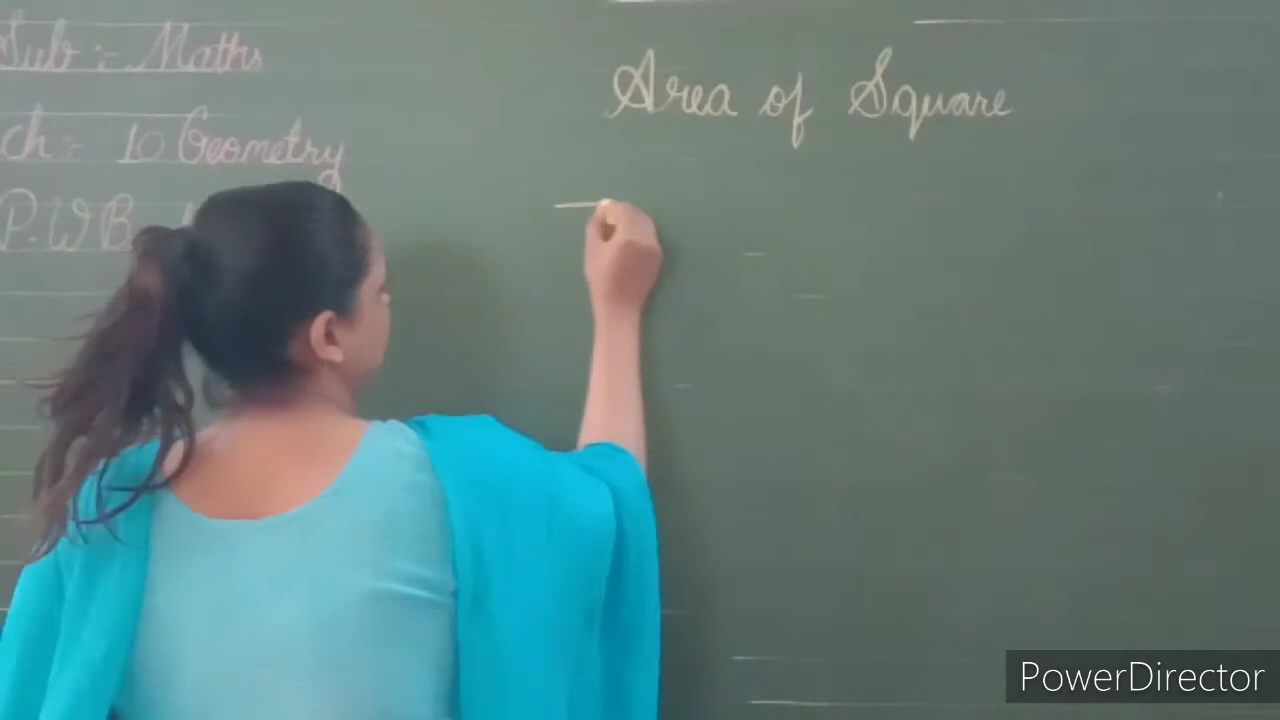 Sub :- Maths
Area of Square
ch :- 10 Geometry
P.W.B
PowerDirector